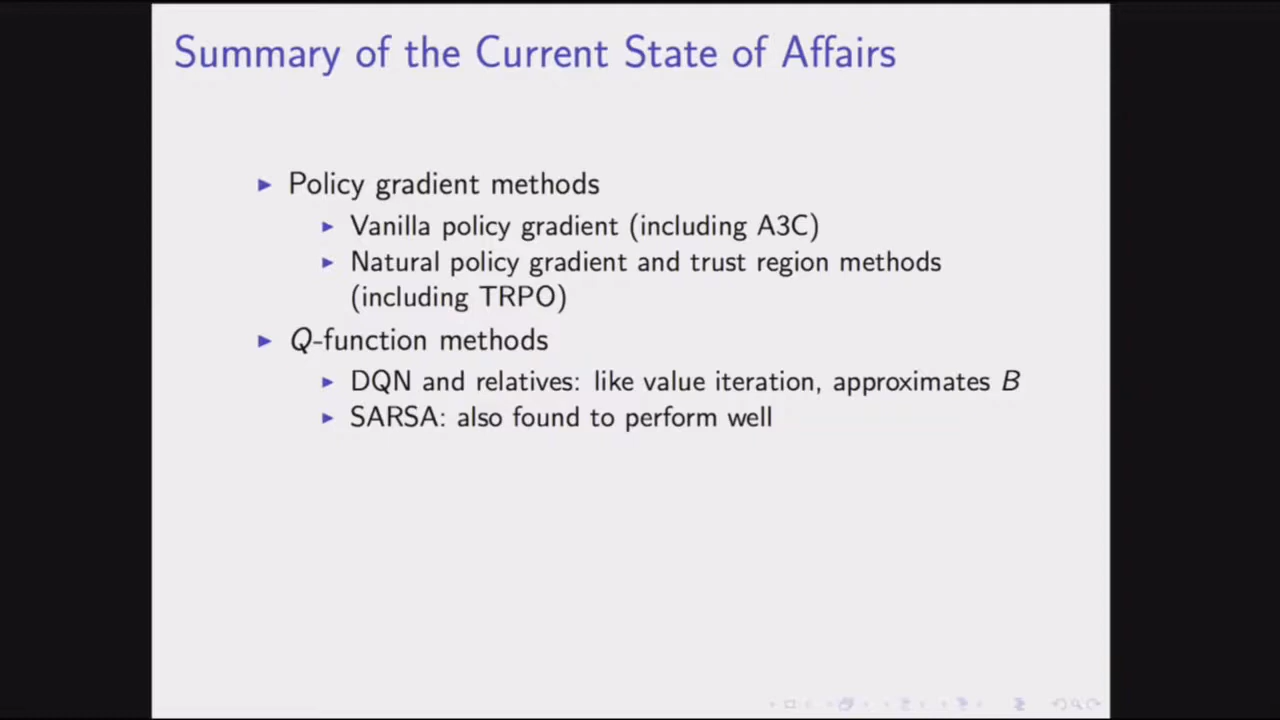 Summary of the Current State of Affairs
Policy gradient methods
Vanilla policy gradient (including A3C)
Natural policy gradient and trust region methods
(including TRPO)
Q-function methods
DQN and relatives: like value iteration, approximates B
SARSA: also found to perform well